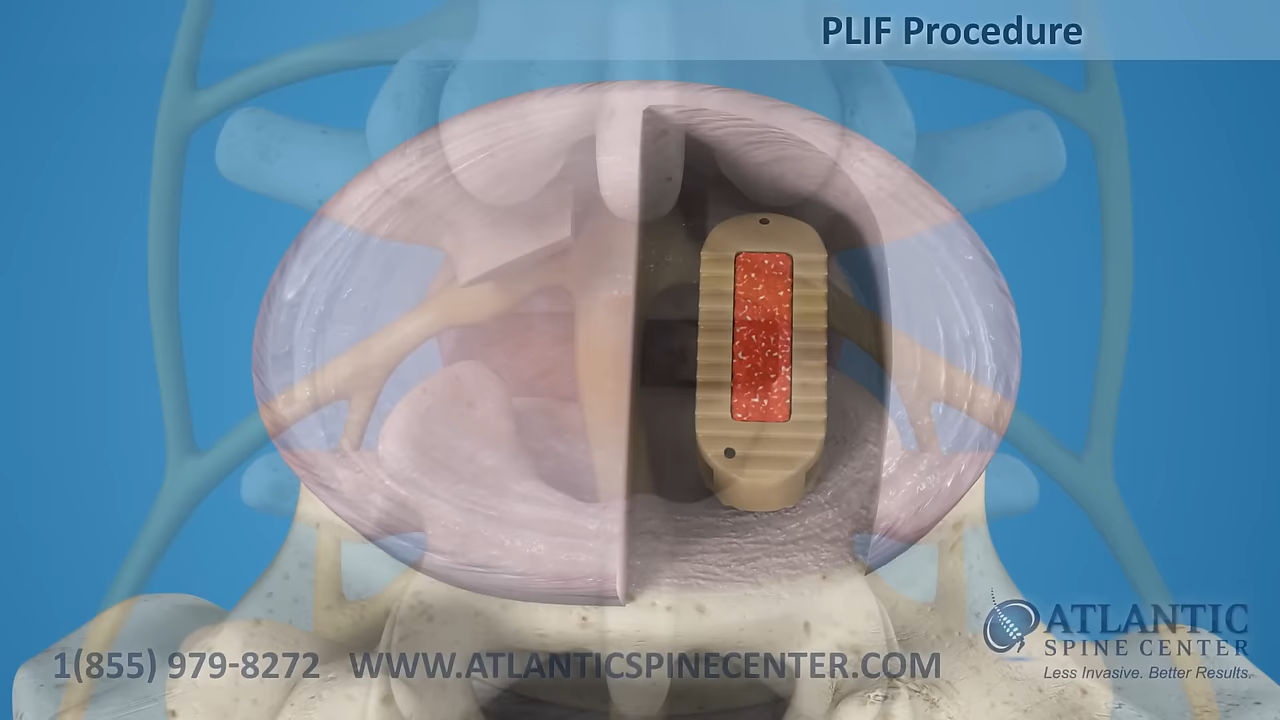 PLIF Procedure
ATLANTIC
SPINE CENTER
Less Invasive. Better Results.
1(855) 979-8272 WWW.ATLANTICSPINECENTER.COM